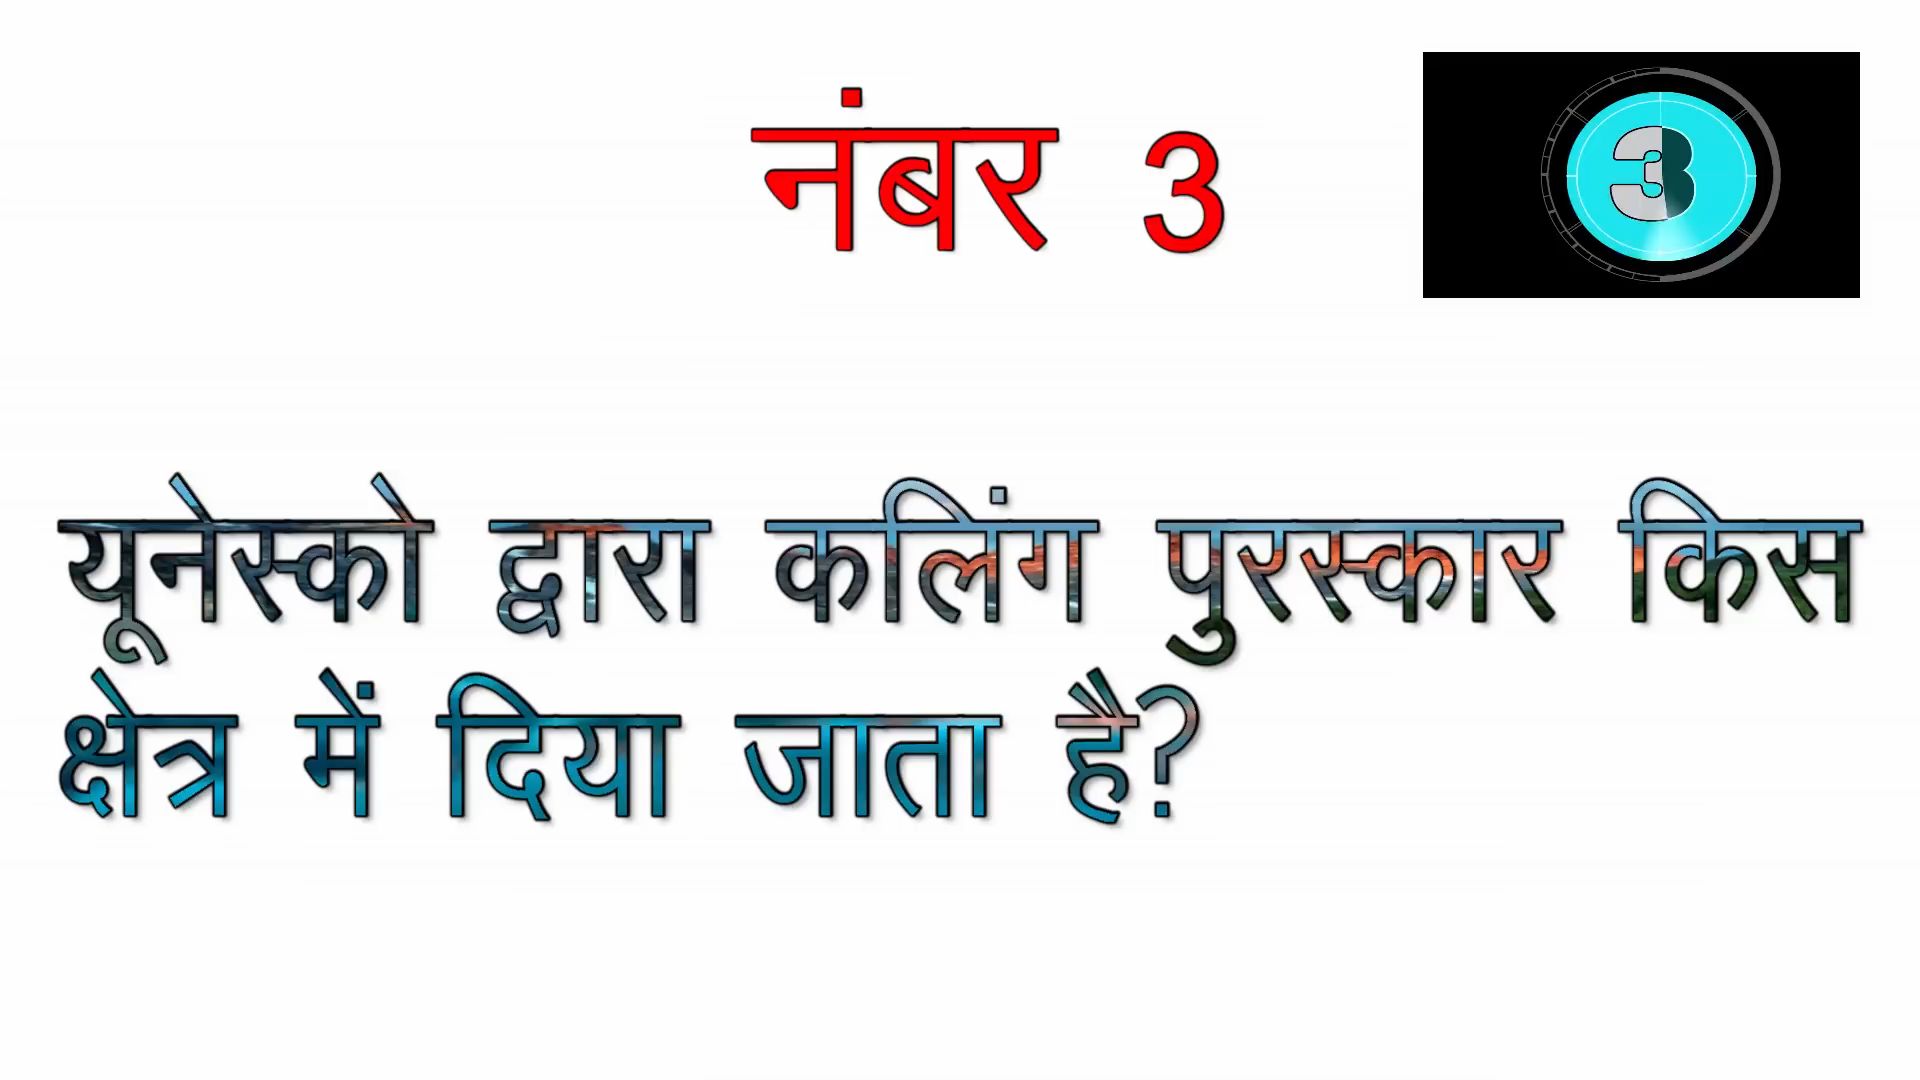 नंबर 3
3
यूनेस्को द्वारा कलिंग पुरस्कार किस
क्षेत्र में दिया जाता है?